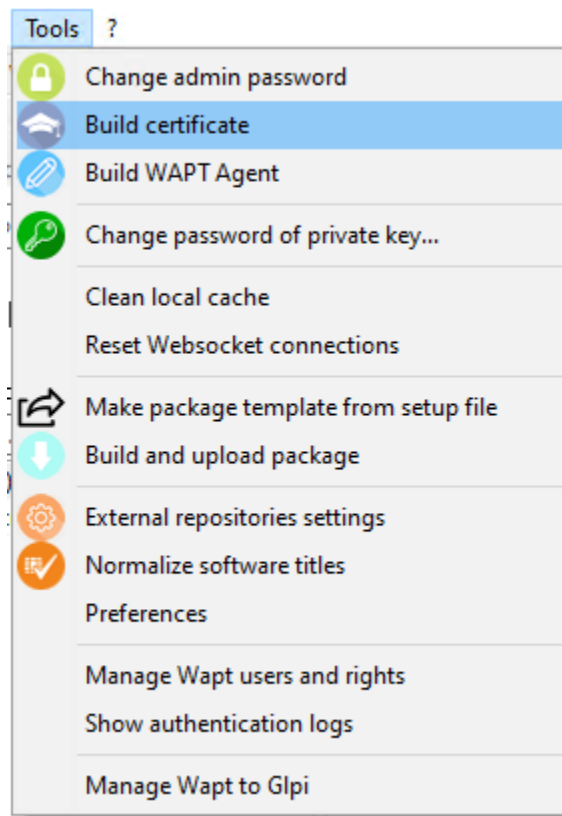 Tools ?
Change admin password
Build certificate
Build WAPT Agent
Change password of private key...
Clean local cache
Reset Websocket connections
Make package template from setup file
Build and upload package
External repositories settings
Normalize software titles
Preferences
Manage Wapt users and rights
Show authentication logs
Manage Wapt to Glpi